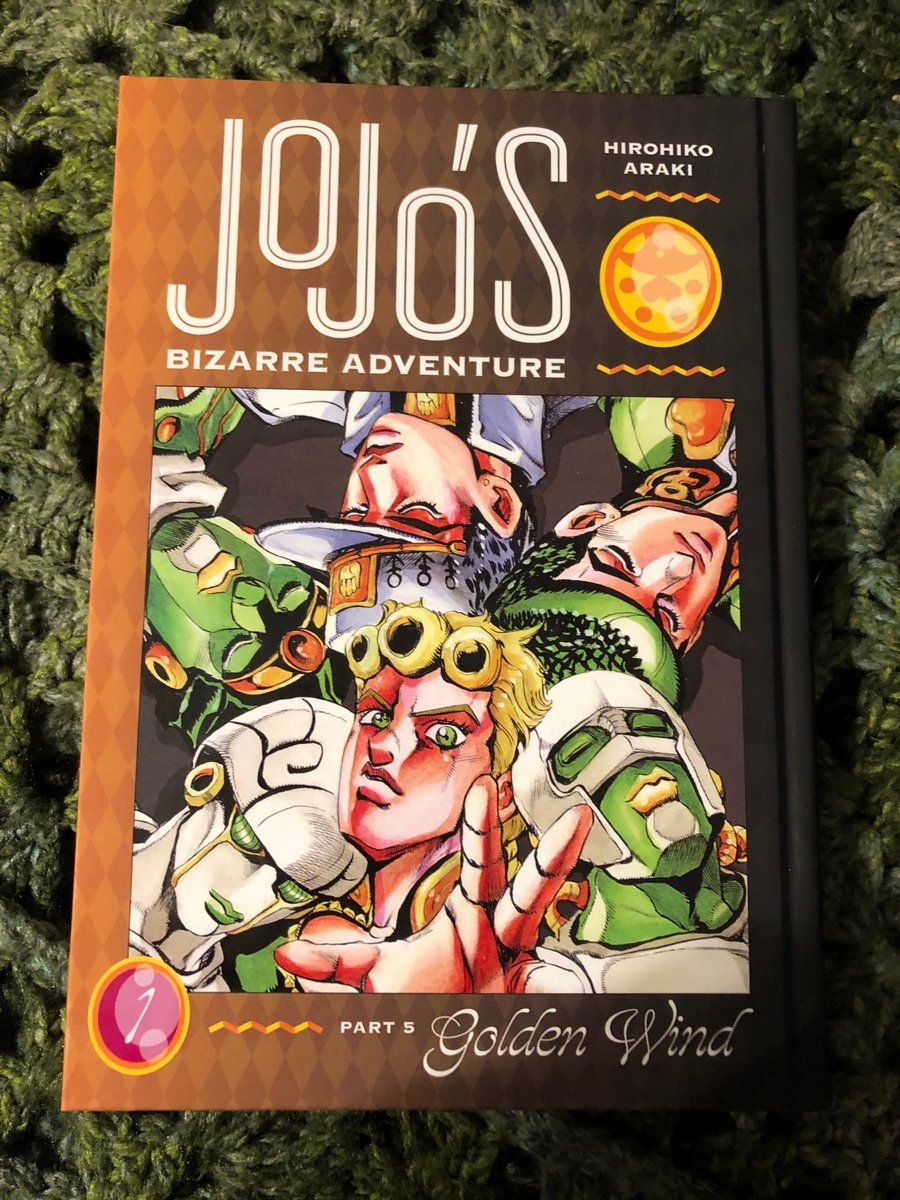 JOJO'S
BIZARRE ADVENTURE
HIROHIKO
ARAKI
1
PART 5 Golden Wind